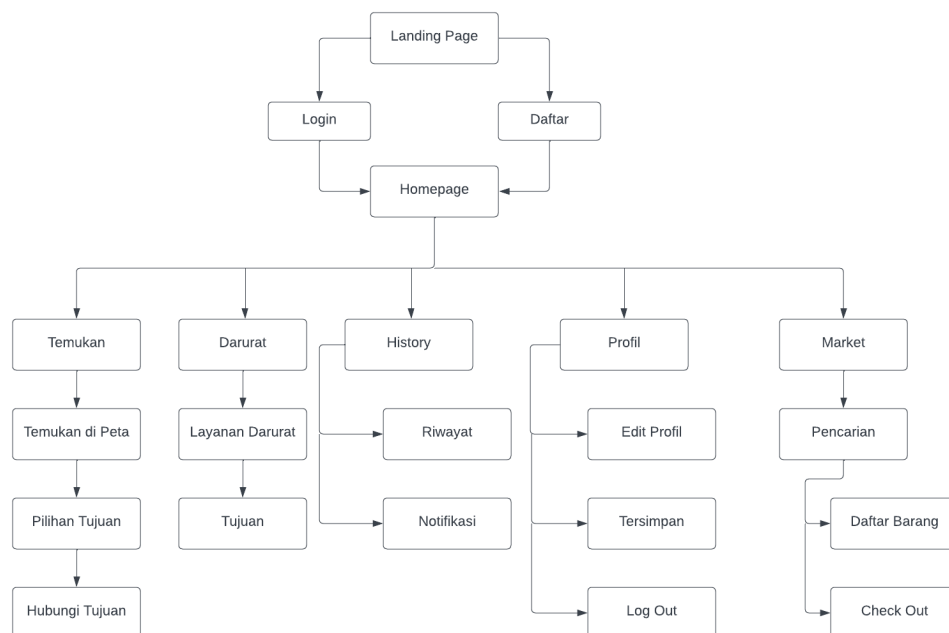 Landing Page
Login
Daftar
Homepage
Temukan
Darurat
History
Profil
Market
Temukan di Peta
Layanan Darurat
Riwayat
Edit Profil
Pencarian
Pilihan Tujuan
Tujuan
Notifikasi
Tersimpan
Daftar Barang
Hubungi Tujuan
Log Out
Check Out